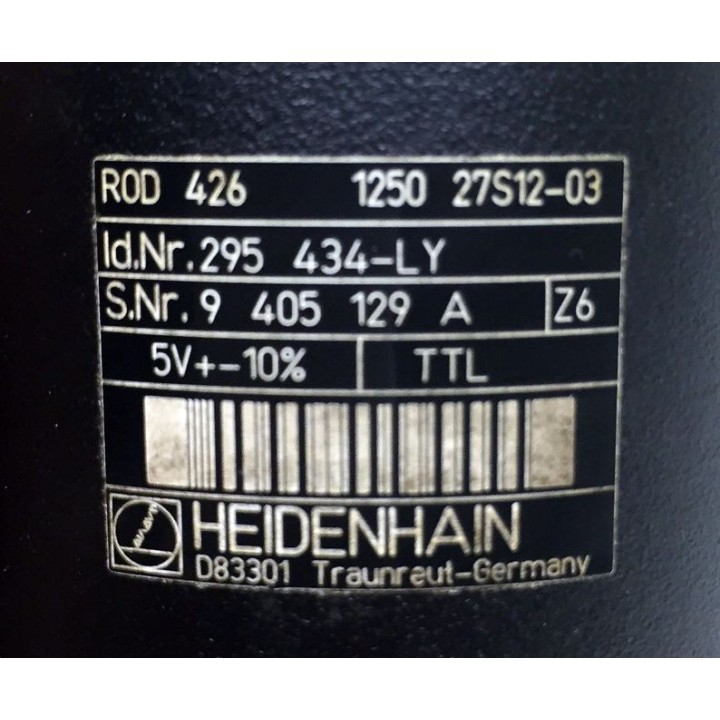 ROD 426 1250 27S12-03
Id.Nr. 295 434-LY
S.Nr. 9 405 129 A Z6
5V+-10% TTL
HEIDENHAIN
D83301 Traunreut-Germany